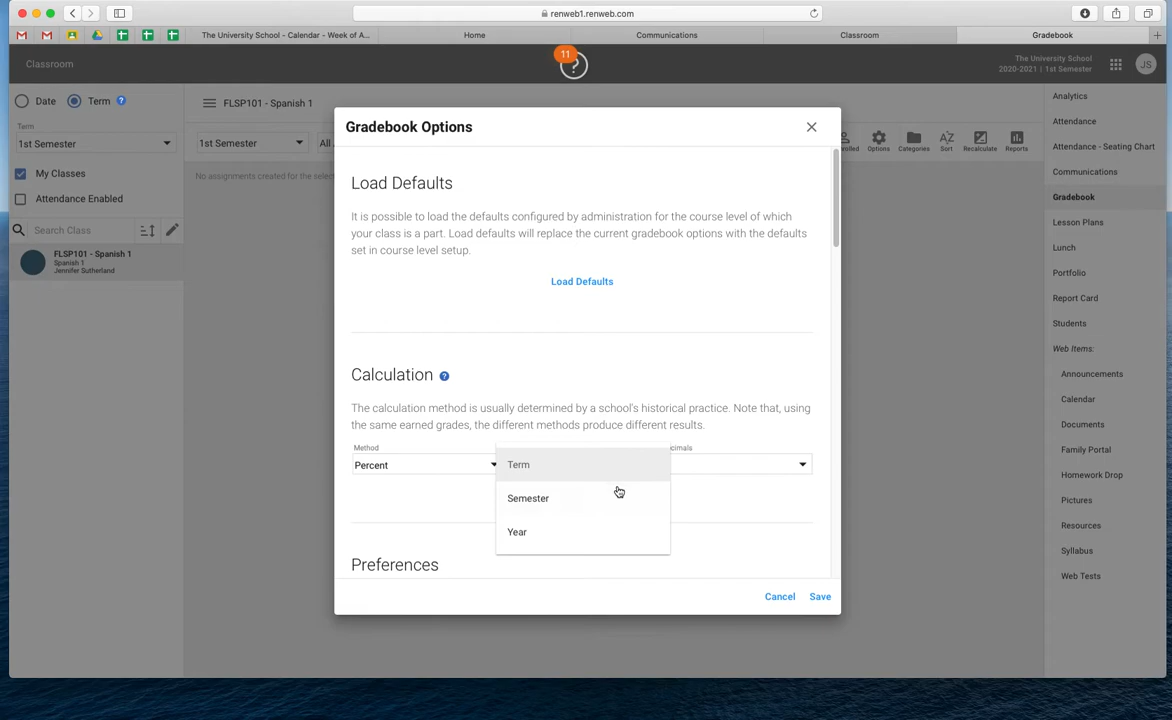 renweb1.renweb.com
The University School - Calendar - Week of A...
Home
Communications
Classroom
Gradebook
Classroom
11
?
The University School
2020-2021 | 1st Semester
JS
Date
Term
?
Term
1st Semester
My Classes
Attendance Enabled
Search Class
FLSP101 - Spanish 1
Spanish 1
Jennifer Sutherland
FLSP101 - Spanish 1
1st Semester
All
Options
Categories
Sort
Recalculate
Reports
No assignments created for the select
Gradebook Options
Load Defaults
It is possible to load the defaults configured by administration for the course level of which
your class is a part. Load defaults will replace the current gradebook options with the defaults
set in course level setup.
Load Defaults
Calculation
?
The calculation method is usually determined by a school's historical practice. Note that, using
the same earned grades, the different methods produce different results.
Method
Percent
Term
Semester
Year
cimals
Preferences
Cancel
Save
Analytics
Attendance
Attendance - Seating Chart
Communications
Gradebook
Lesson Plans
Lunch
Portfolio
Report Card
Students
Web Items:
Announcements
Calendar
Documents
Family Portal
Homework Drop
Pictures
Resources
Syllabus
Web Tests